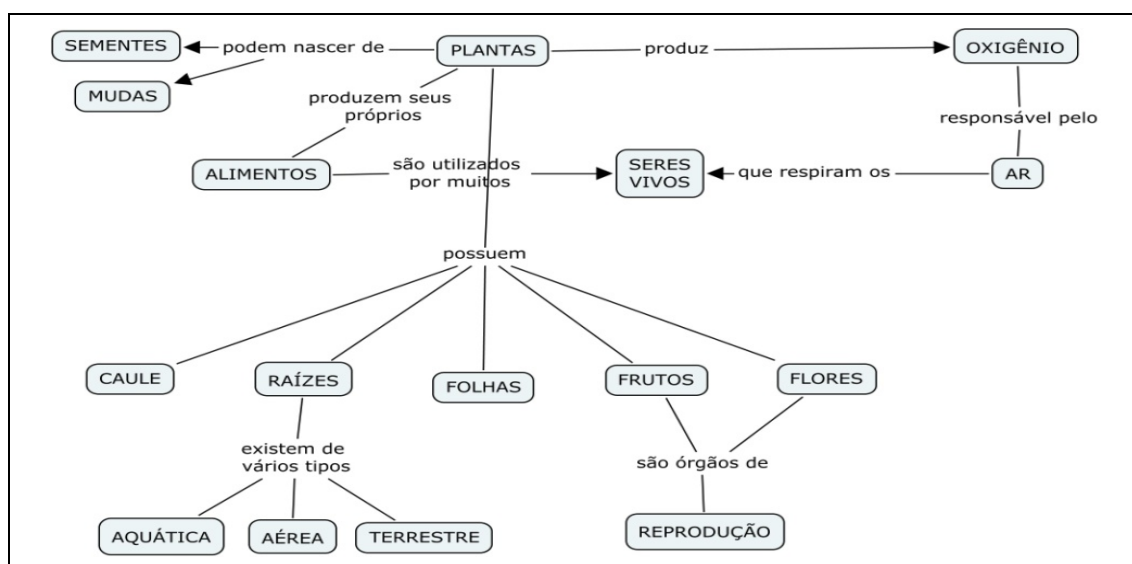 SEMENTES
podem nascer de
PLANTAS
produz
OXIGÊNIO
MUDAS
produzem seus
próprios
responsável pelo
ALIMENTOS
são utilizados
por muitos
SERES
VIVOS
que respiram os
AR
possuem
CAULE
RAÍZES
FOLHAS
FRUTOS
FLORES
existem de
vários tipos
são órgãos de
AQUÁTICA
AÉREA
TERRESTRE
REPRODUÇÃO